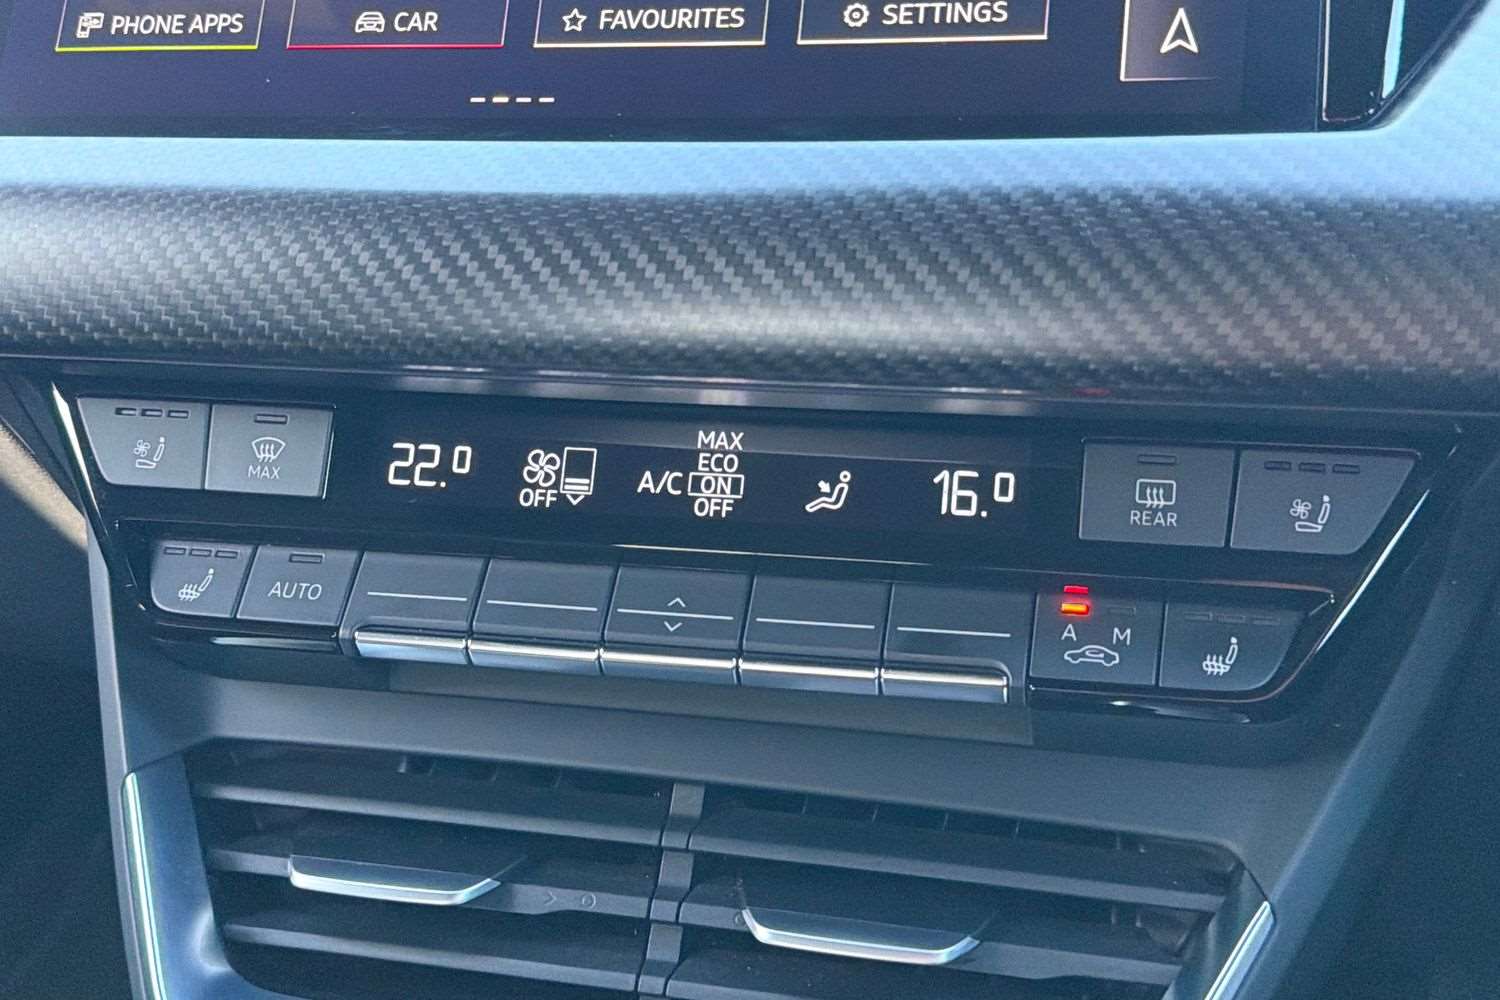 PHONE APPS
CAR
FAVOURITES
SETTINGS
MAX
22.0
OFF
A/C
MAX
ECO
ON
OFF
16.0
REAR
AUTO
A M